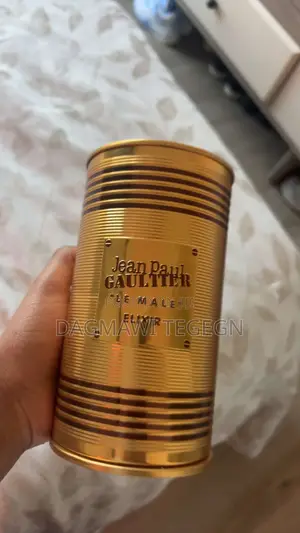 Jean Paul
GAULTIER
"LE MALE"
ELIXIR
DAGMAWI TEGEGN